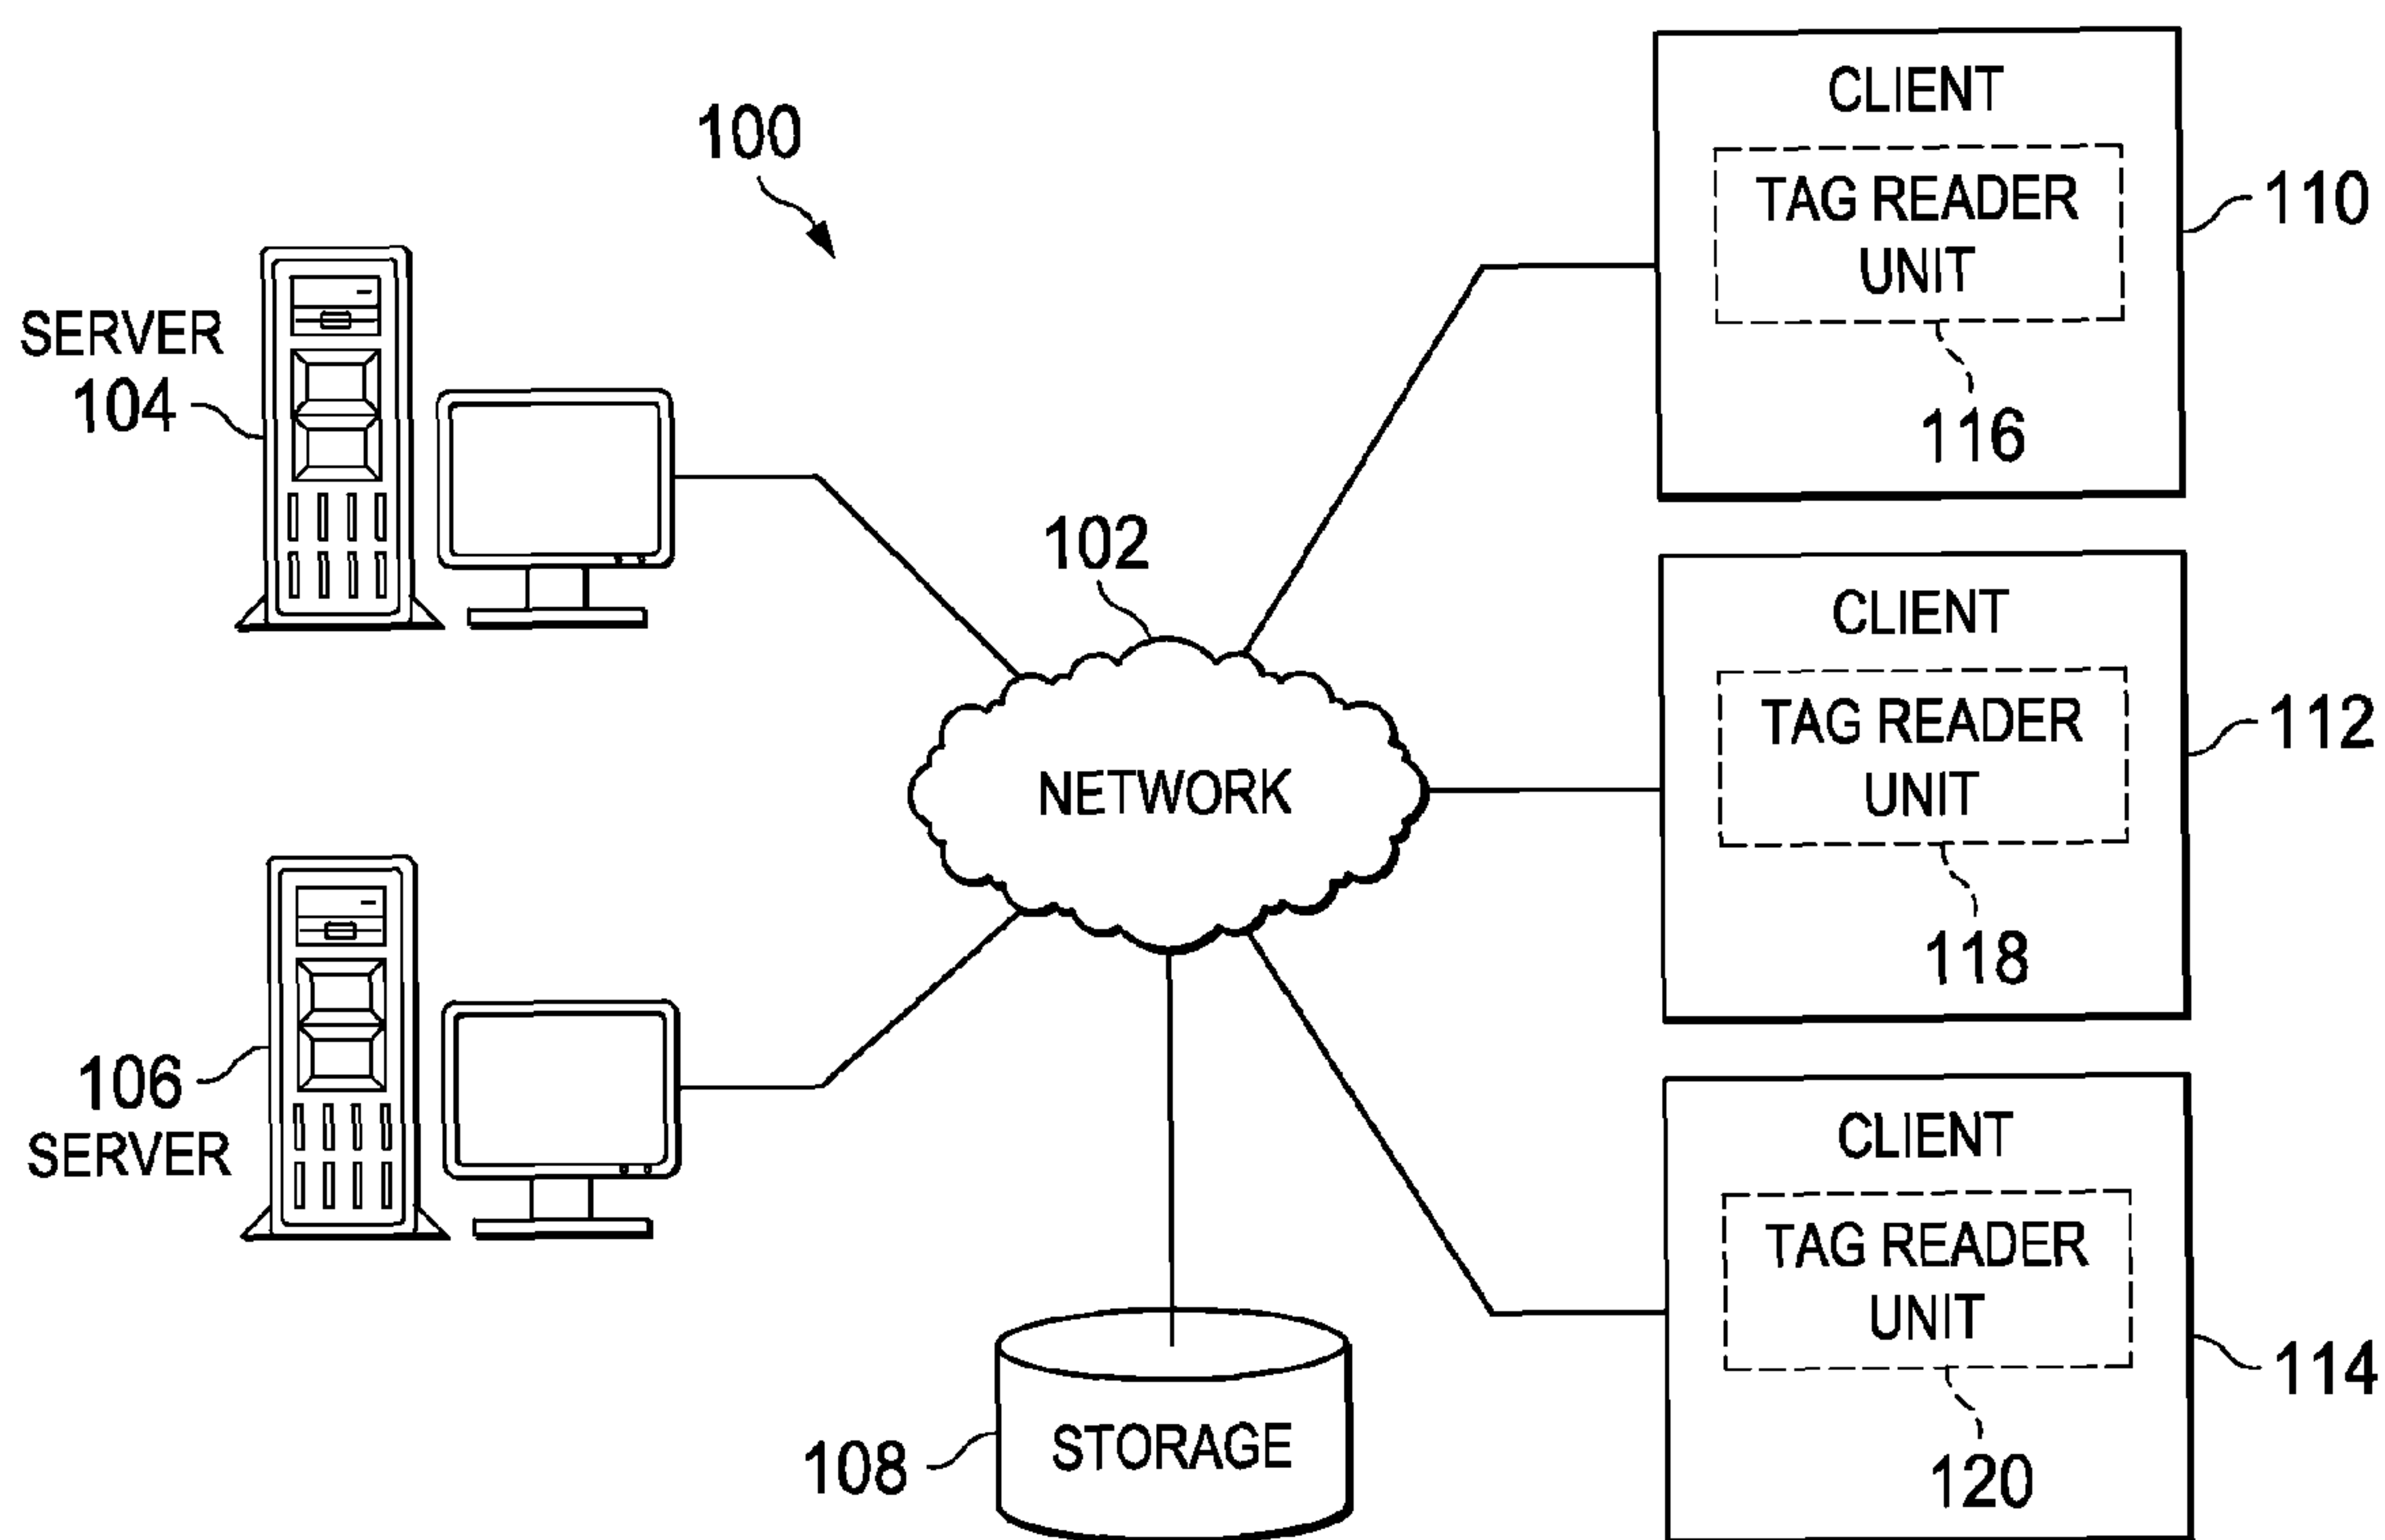 100
SERVER
104
102
NETWORK
106
SERVER
108
STORAGE
CLIENT
TAG READER
UNIT
116
110
CLIENT
TAG READER
UNIT
118
112
CLIENT
TAG READER
UNIT
120
114